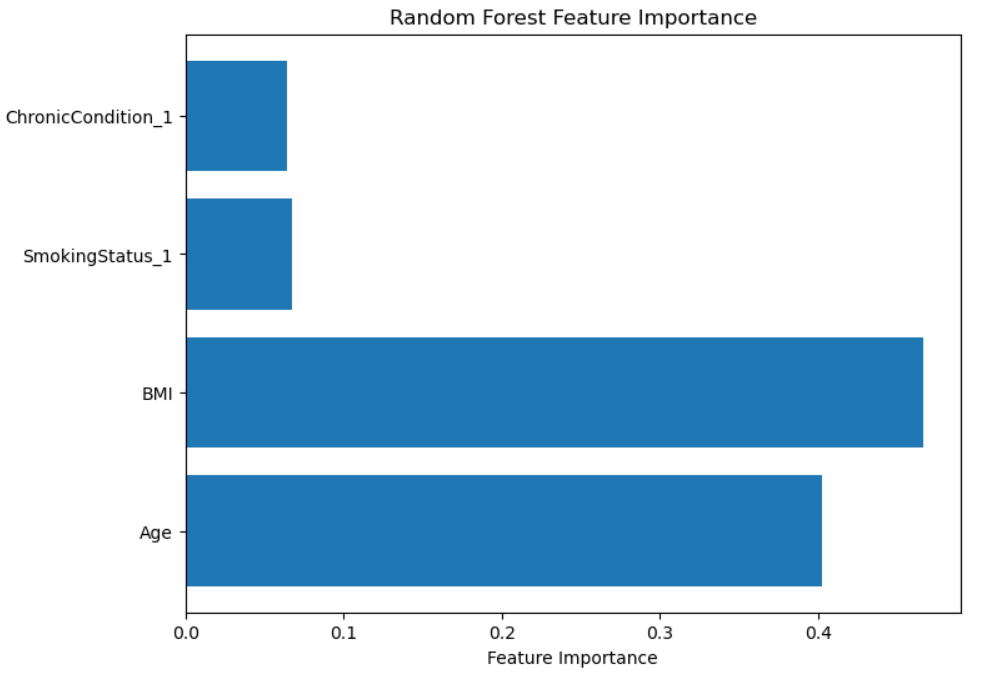 Random Forest Feature Importance
ChronicCondition_1
SmokingStatus_1
BMI
Age
0.0 0.1 0.2 0.3 0.4
Feature Importance